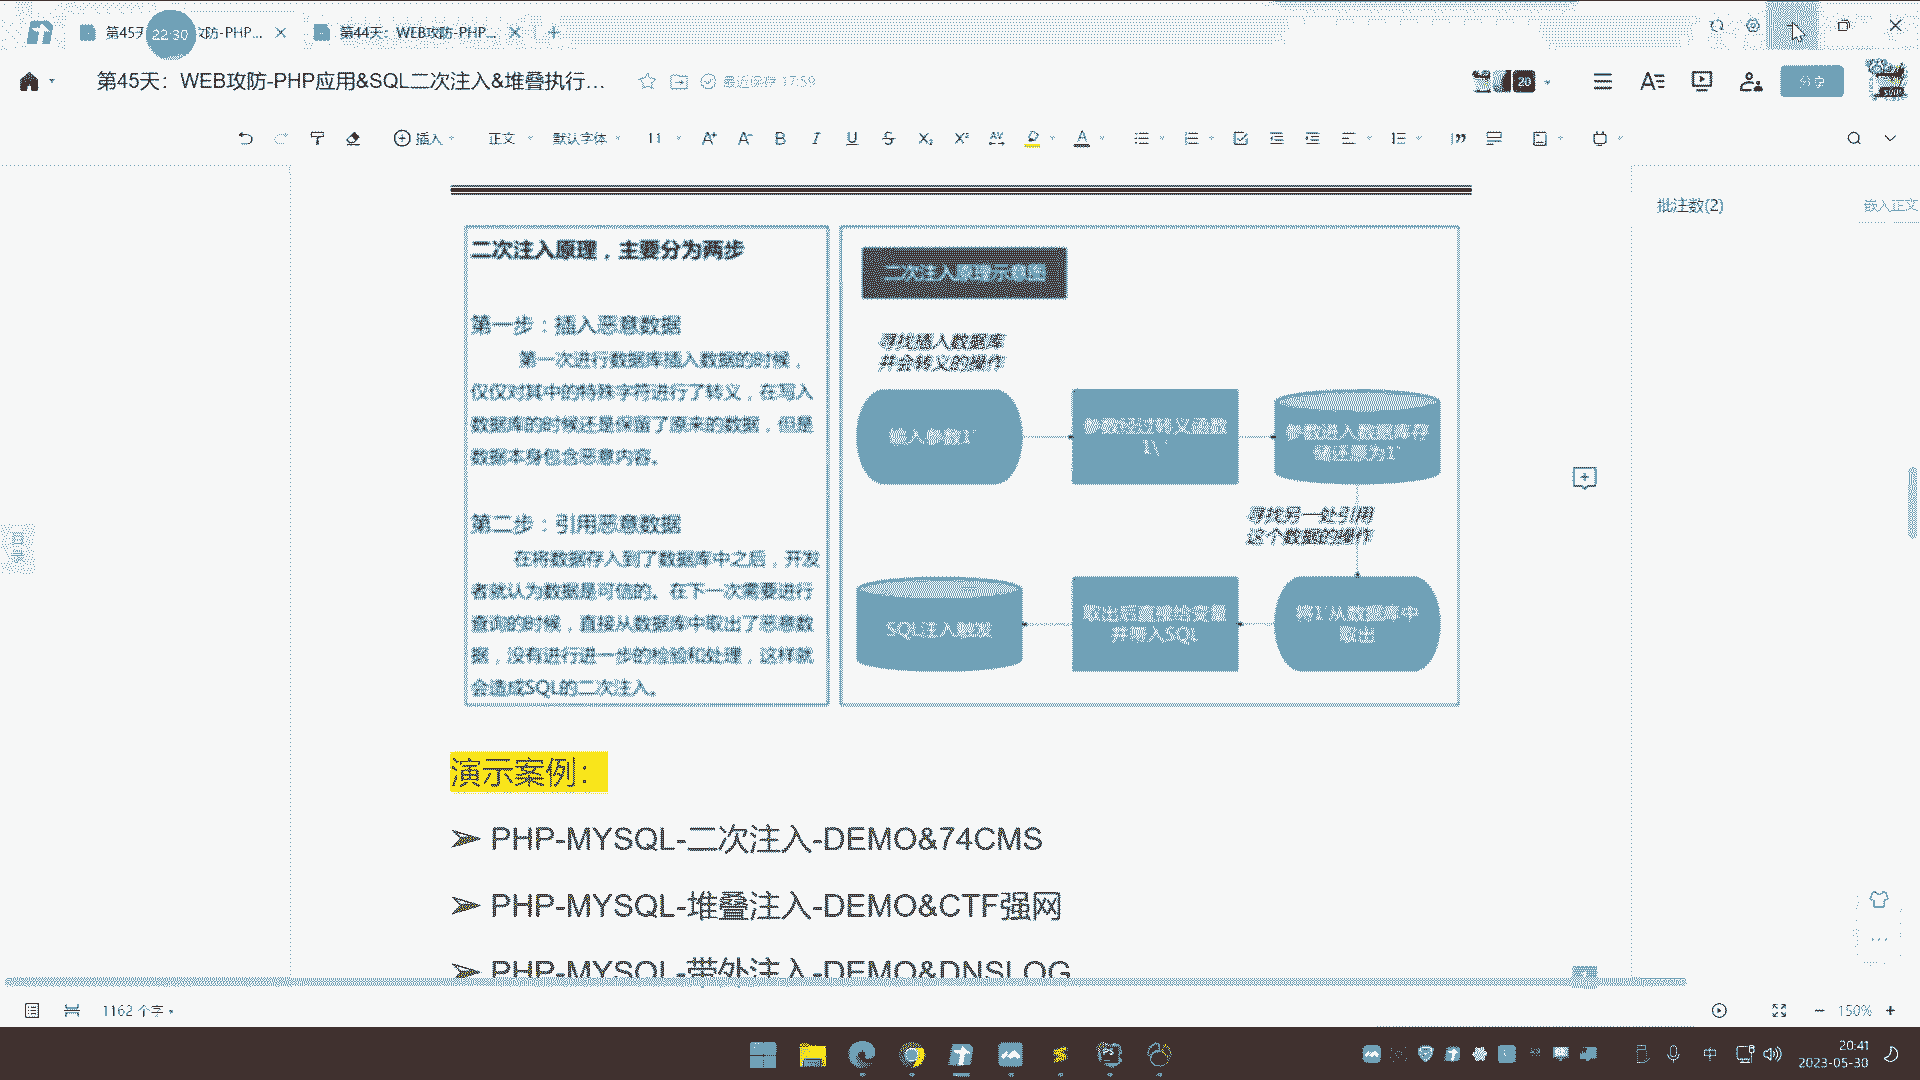 第45天
22:30
攻防-PHP...
第44天：WEB攻防-PHP...
第45天：WEB攻防-PHP应用&SQL二次注入&堆叠执行...
最近保存 17:59
20
分享
插入
正文
默认字体
11
批注数(2)
嵌入正文
目录
二次注入原理，主要分为两步
第一步：插入恶意数据
第一次进行数据库插入数据的时候，
仅仅对其中的特殊字符进行了转义，在写入
数据库的时候还是保留了原来的数据，但是
数据本身包含恶意内容。
第二步：引用恶意数据
在将数据存入到了数据库中之后，开发
者就认为数据是可信的。在下一次需要进行
查询的时候，直接从数据库中取出了恶意数
据，没有进行进一步的检验和处理，这样就
会造成SQL的二次注入。
二次注入原理示意图
寻找插入数据库
并会转义的操作
输入参数1`
参数经过转义函数
1\`
参数进入数据库存
储还原为1`
寻找另一处引用
这个数据的操作
将1`从数据库中
取出
取出后直接给变量
并带入SQL
SQL注入触发
演示案例：
➢ PHP-MYSQL-二次注入-DEMO&74CMS
➢ PHP-MYSQL-堆叠注入-DEMO&CTF强网
➢ PHP-MYSQL-带外注入-DEMO&DNSLOG
1162 个字
150%
中
20:41
2023-05-30